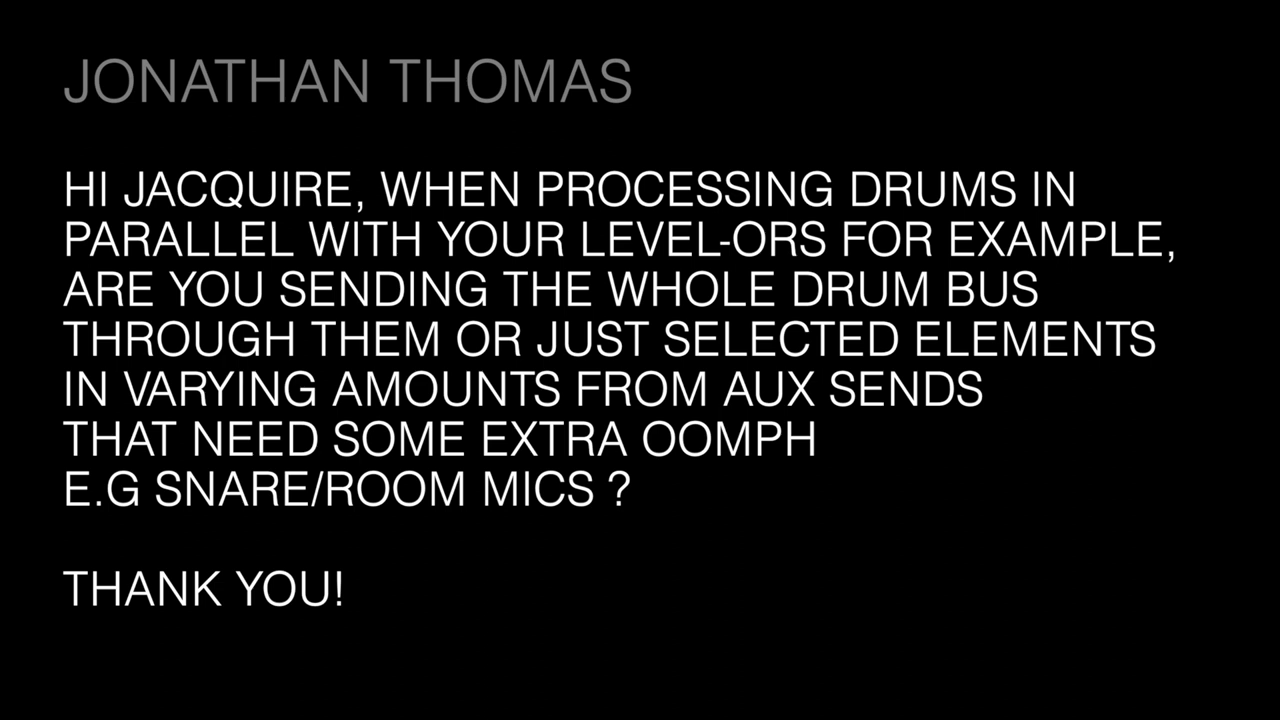 JONATHAN THOMAS
HI JACQUIRE, WHEN PROCESSING DRUMS IN
PARALLEL WITH YOUR LEVEL-ORS FOR EXAMPLE,
ARE YOU SENDING THE WHOLE DRUM BUS
THROUGH THEM OR JUST SELECTED ELEMENTS
IN VARYING AMOUNTS FROM AUX SENDS
THAT NEED SOME EXTRA OOMPH
E.G SNARE/ROOM MICS ?
THANK YOU!